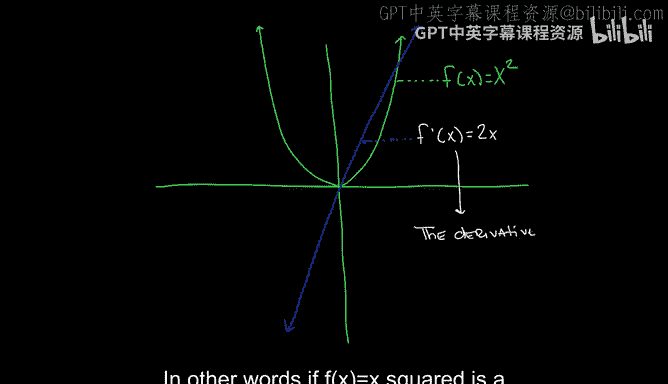 GPT中英字幕课程资源@bilibili
GPT中英字幕课程资源 bilibili
f(x)=x²
f'(x)=2x
The derivative
In other words if f(x)=x squared is a